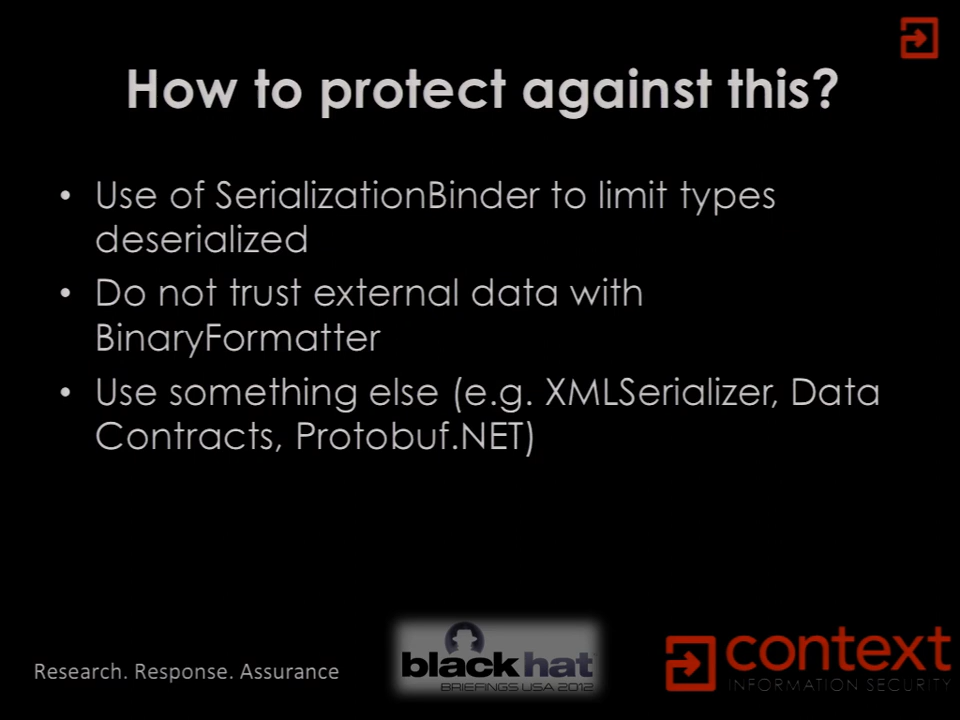 How to protect against this?
• Use of SerializationBinder to limit types
deserialized
• Do not trust external data with
BinaryFormatter
• Use something else (e.g. XMLSerializer, Data
Contracts, Protobuf.NET)
Research. Response. Assurance
black hat
BRIEFINGS USA 2012
context
INFORMATION SECURITY